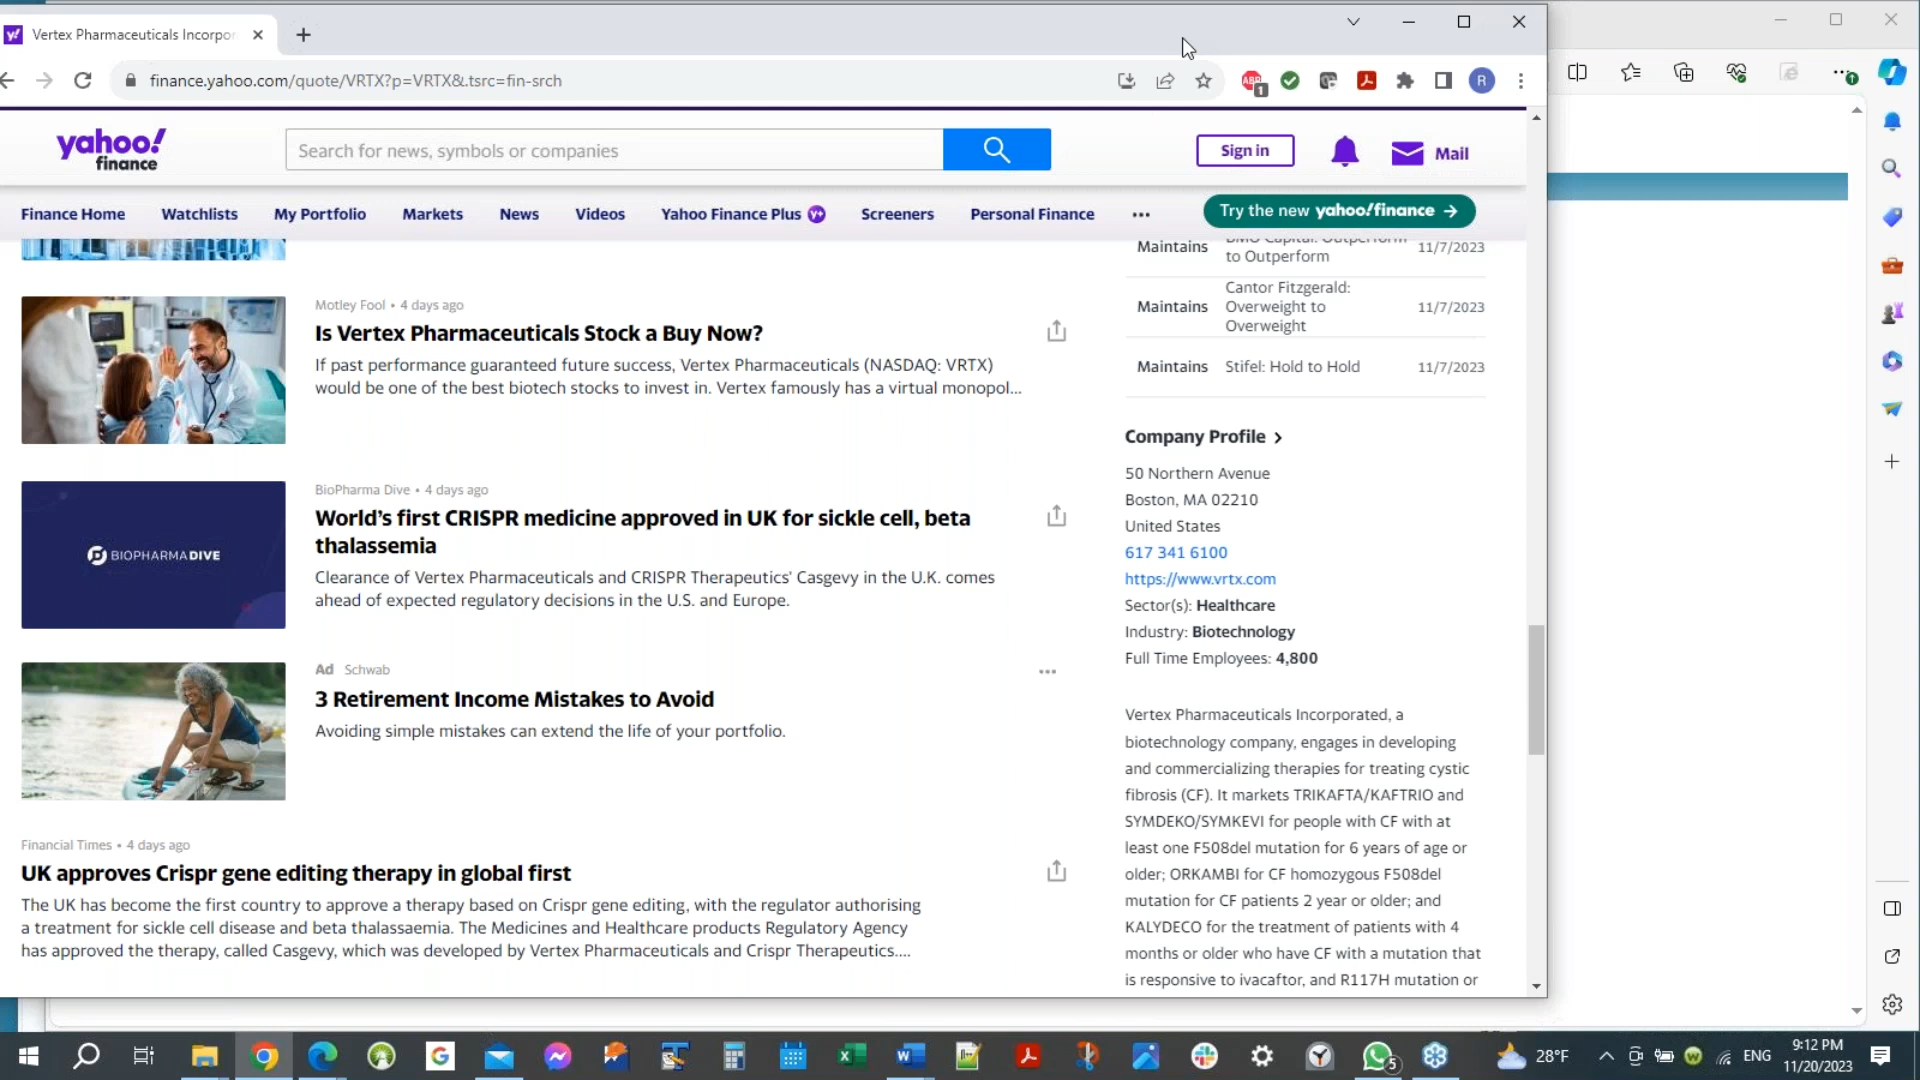 Vertex Pharmaceuticals Incorpor
finance.yahoo.com/quote/VRTX?p=VRTX&.tsrc=fin-srch
ABP
1
R
yahoo!
finance
Search for news, symbols or companies
Sign in
Mail
Finance Home
Watchlists
My Portfolio
Markets
News
Videos
Yahoo Finance Plus
Screeners
Personal Finance
Try the new yahoo!finance
Maintains BMO Capital: Outperform
to Outperform 11/7/2023
Maintains Cantor Fitzgerald:
Overweight to
Overweight 11/7/2023
Maintains Stifel: Hold to Hold 11/7/2023
Motley Fool • 4 days ago
Is Vertex Pharmaceuticals Stock a Buy Now?
If past performance guaranteed future success, Vertex Pharmaceuticals (NASDAQ: VRTX)
would be one of the best biotech stocks to invest in. Vertex famously has a virtual monopol...
BIOPHARMADIVE
BioPharma Dive • 4 days ago
World's first CRISPR medicine approved in UK for sickle cell, beta
thalassemia
Clearance of Vertex Pharmaceuticals and CRISPR Therapeutics' Casgevy in the U.K. comes
ahead of expected regulatory decisions in the U.S. and Europe.
Ad Schwab
3 Retirement Income Mistakes to Avoid
Avoiding simple mistakes can extend the life of your portfolio.
Financial Times • 4 days ago
UK approves Crispr gene editing therapy in global first
The UK has become the first country to approve a therapy based on Crispr gene editing, with the regulator authorising
a treatment for sickle cell disease and beta thalassaemia. The Medicines and Healthcare products Regulatory Agency
has approved the therapy, called Casgevy, which was developed by Vertex Pharmaceuticals and Crispr Therapeutics....
Company Profile
50 Northern Avenue
Boston, MA 02210
United States
617 341 6100
https://www.vrtx.com
Sector(s): Healthcare
Industry: Biotechnology
Full Time Employees: 4,800
Vertex Pharmaceuticals Incorporated, a
biotechnology company, engages in developing
and commercializing therapies for treating cystic
fibrosis (CF). It markets TRIKAFTA/KAFTRIO and
SYMDEKO/SYMKEVI for people with CF with at
least one F508del mutation for 6 years of age or
older; ORKAMBI for CF homozygous F508del
mutation for CF patients 2 year or older; and
KALYDECO for the treatment of patients with 4
months or older who have CF with a mutation that
is responsive to ivacaftor, and R117H mutation or
5
28°F
ENG
9:12 PM
11/20/2023